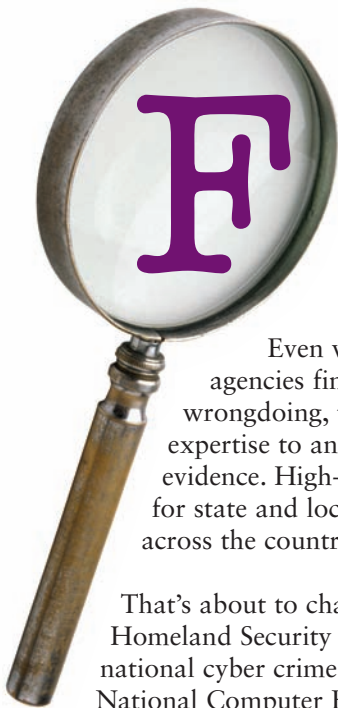 F
Even
agencies
wrongdoing,
expertise to
evidence.
for state and
across the
That's about to
Homeland Security
national cyber crime
National Computer